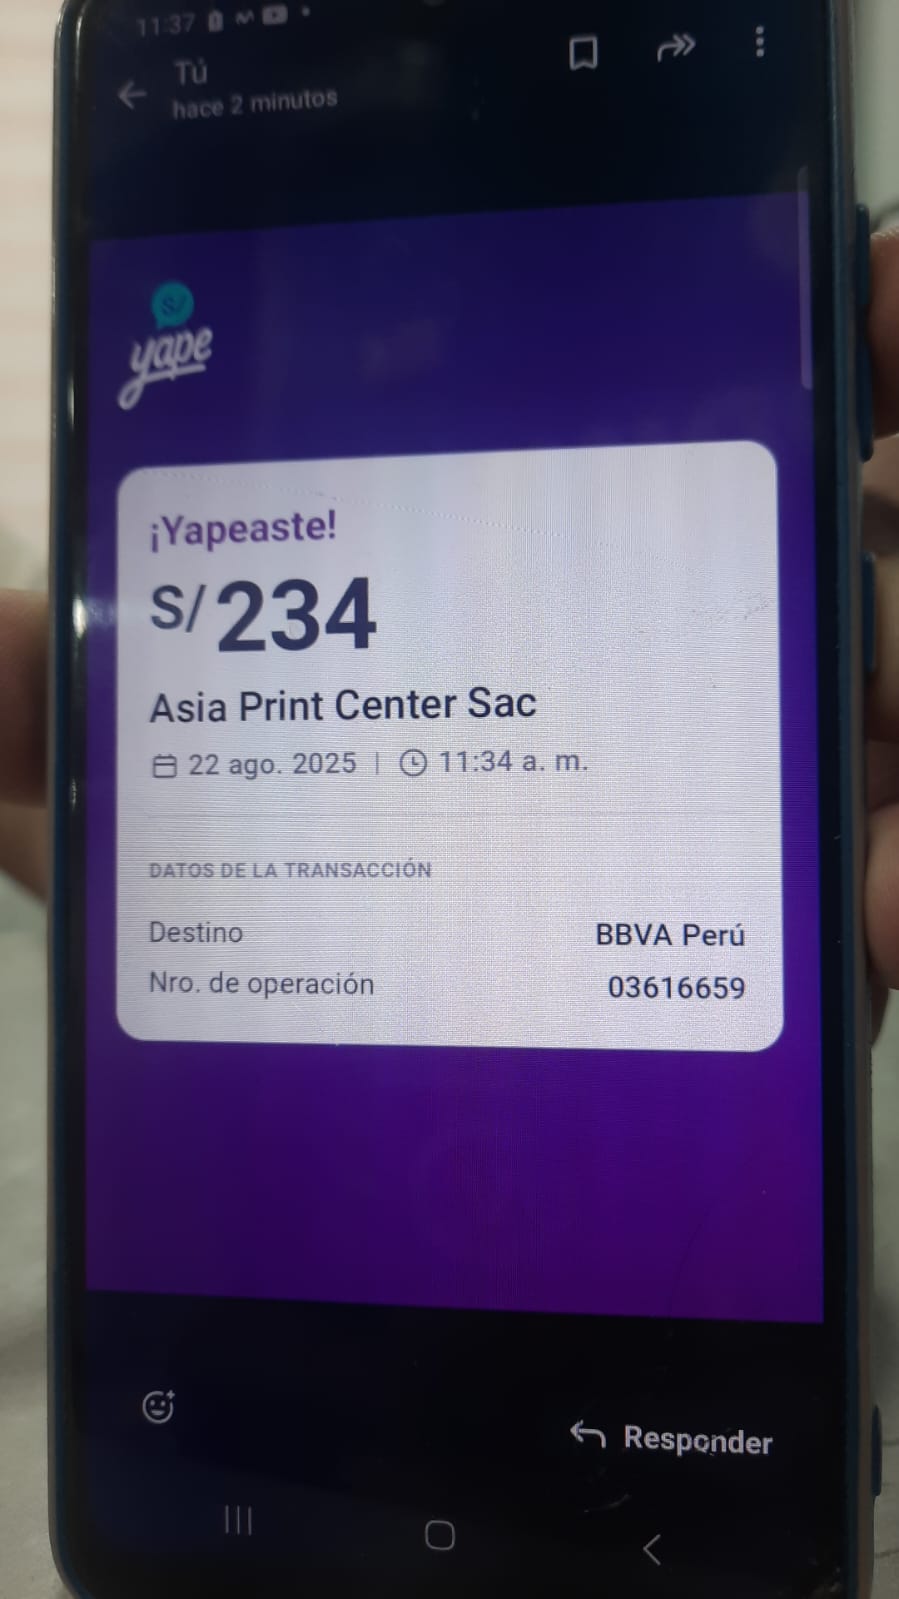 11:37
Tú
hace 2 minutos
S/
yape
¡Yapeaste!
S/234
Asia Print Center Sac
22 ago. 2025 | 11:34 a. m.
DATOS DE LA TRANSACCIÓN
Destino BBVA Perú
Nro. de operación 03616659
Responder